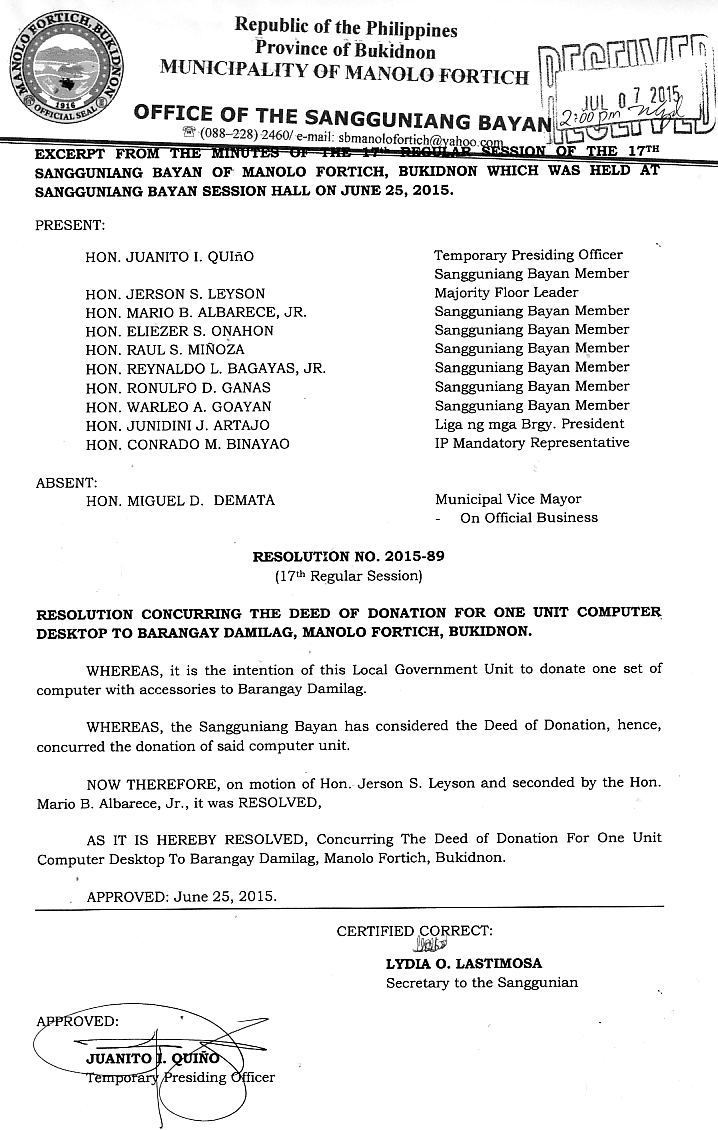 MANOLO FORTICH, BUKIDNON
1916
OFFICIAL SEAL
Republic of the Philippines
Province of Bukidnon
MUNICIPALITY OF MANOLO FORTICH
RECEIVED
JUL 07 2015
2:00 pm
OFFICE OF THE SANGGUNIANG BAYAN
☏ (088-228) 2460/ e-mail: sbmanolofortich@yahoo.com
EXCERPT FROM THE MINUTES OF THE 17th REGULAR SESSION OF THE 17TH
SANGGUNIANG BAYAN OF MANOLO FORTICH, BUKIDNON WHICH WAS HELD AT
SANGGUNIANG BAYAN SESSION HALL ON JUNE 25, 2015.
PRESENT:
HON. JUANITO I. QUIñO Temporary Presiding Officer
Sangguniang Bayan Member
HON. JERSON S. LEYSON Majority Floor Leader
HON. MARIO B. ALBARECE, JR. Sangguniang Bayan Member
HON. ELIEZER S. ONAHON Sangguniang Bayan Member
HON. RAUL S. MIÑOZA Sangguniang Bayan Member
HON. REYNALDO L. BAGAYAS, JR. Sangguniang Bayan Member
HON. RONULFO D. GANAS Sangguniang Bayan Member
HON. WARLEO A. GOAYAN Sangguniang Bayan Member
HON. JUNIDINI J. ARTAJO Liga ng mga Brgy. President
HON. CONRADO M. BINAYAO IP Mandatory Representative
ABSENT:
HON. MIGUEL D. DEMATA Municipal Vice Mayor
- On Official Business
RESOLUTION NO. 2015-89
(17th Regular Session)
RESOLUTION CONCURRING THE DEED OF DONATION FOR ONE UNIT COMPUTER
DESKTOP TO BARANGAY DAMILAG, MANOLO FORTICH, BUKIDNON.
WHEREAS, it is the intention of this Local Government Unit to donate one set of
computer with accessories to Barangay Damilag.
WHEREAS, the Sangguniang Bayan has considered the Deed of Donation, hence,
concurred the donation of said computer unit.
NOW THEREFORE, on motion of Hon. Jerson S. Leyson and seconded by the Hon.
Mario B. Albarece, Jr., it was RESOLVED,
AS IT IS HEREBY RESOLVED, Concurring The Deed of Donation For One Unit
Computer Desktop To Barangay Damilag, Manolo Fortich, Bukidnon.
APPROVED: June 25, 2015.
CERTIFIED CORRECT:
LYDIA O. LASTIMOSA
Secretary to the Sanggunian
APPROVED:
JUANITO I. QUIÑO
Temporary Presiding Officer